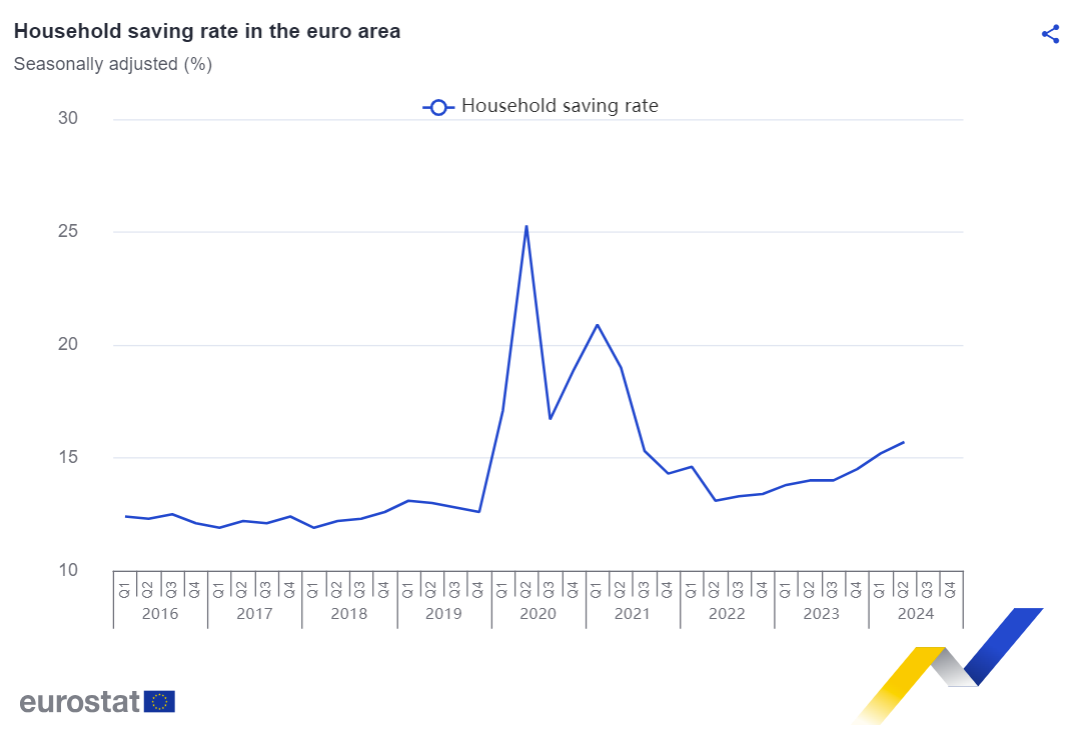 Household saving rate in the euro area
Seasonally adjusted (%)
Household saving rate
30
25
20
15
10
Q1 Q2 Q3 Q4 Q1 Q2 Q3 Q4 Q1 Q2 Q3 Q4 Q1 Q2 Q3 Q4 Q1 Q2 Q3 Q4 Q1 Q2 Q3 Q4 Q1 Q2 Q3 Q4 Q1 Q2 Q3 Q4 Q1 Q2 Q3 Q4
2016 2017 2018 2019 2020 2021 2022 2023 2024
eurostat